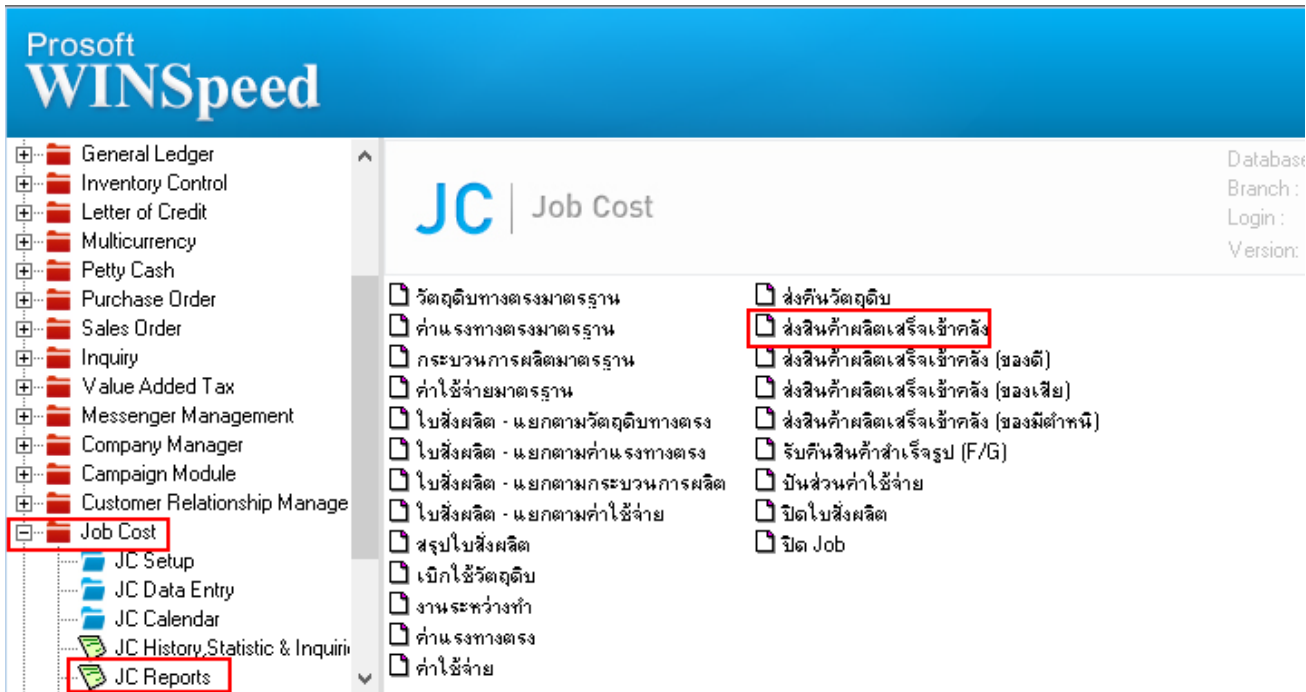 Prosoft
WINSpeed
General Ledger
Inventory Control
Letter of Credit
Multicurrency
Petty Cash
Purchase Order
Sales Order
Inquiry
Value Added Tax
Messenger Management
Company Manager
Campaign Module
Customer Relationship Manage
Job Cost
JC Setup
JC Data Entry
JC Calendar
JC History,Statistic & Inquiri
JC Reports
JC | Job Cost
Database
Branch :
Login :
Version:
วัตถุดิบทางตรงมาตรฐาน
ค่าแรงทางตรงมาตรฐาน
กระบวนการผลิตมาตรฐาน
ค่าใช้จ่ายมาตรฐาน
ใบสั่งผลิต - แยกตามวัตถุดิบทางตรง
ใบสั่งผลิต - แยกตามค่าแรงทางตรง
ใบสั่งผลิต - แยกตามกระบวนการผลิต
ใบสั่งผลิต - แยกตามค่าใช้จ่าย
สรุปใบสั่งผลิต
เบิกใช้วัตถุดิบ
งานระหว่างทำ
ค่าแรงทางตรง
ค่าใช้จ่าย
ส่งคืนวัตถุดิบ
ส่งสินค้าผลิตเสร็จเข้าคลัง
ส่งสินค้าผลิตเสร็จเข้าคลัง (ของดี)
ส่งสินค้าผลิตเสร็จเข้าคลัง (ของเสีย)
ส่งสินค้าผลิตเสร็จเข้าคลัง (ของมีตำหนิ)
รับคืนสินค้าสำเร็จรูป (F/G)
ปันส่วนค่าใช้จ่าย
ปิดใบสั่งผลิต
ปิด Job